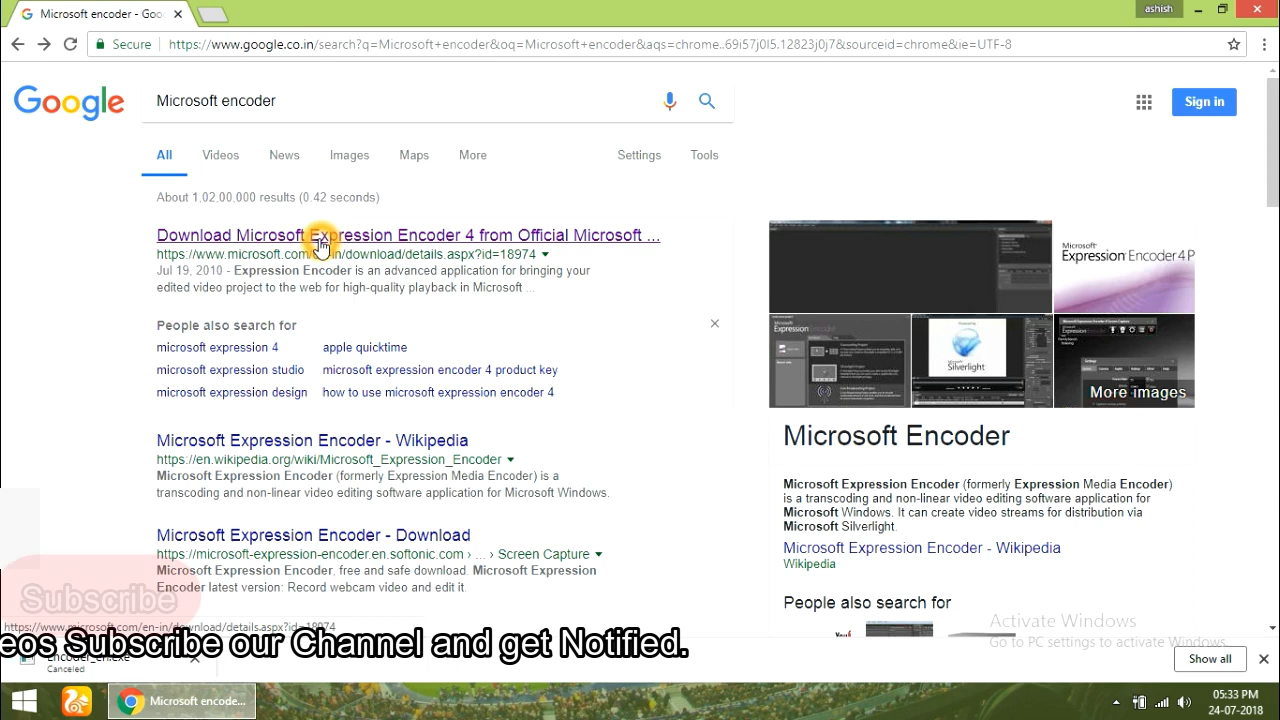 Microsoft encoder - Goo
ashish
Secure
https://www.google.co.in/search?q=Microsoft+encoder&oq=Microsoft+encoder&aqs=chrome..69i57j0l5.12823j0j7&sourceid=chrome&ie=UTF-8
Google
Microsoft encoder
Sign in
All Videos News Images Maps More Settings Tools
About 1,02,00,000 results (0.42 seconds)
Download Microsoft Expression Encoder 4 from Official Microsoft ...
https://www.microsoft.com/en-in/download/details.aspx?id=18974
Jul 19, 2010 - Expression Encoder is an advanced application for bringing your
edited video project to the web for high-quality playback in Microsoft ...
People also search for
microsoft expression 4
apple darktime
microsoft expression studio
microsoft expression encoder 4 product key
microsoft expression design
how to use microsoft expression encoder 4
Microsoft Expression Encoder - Wikipedia
https://en.wikipedia.org/wiki/Microsoft_Expression_Encoder
Microsoft Expression Encoder (formerly Expression Media Encoder) is a
transcoding and non-linear video editing software application for Microsoft Windows.
Microsoft Expression Encoder - Download
https://microsoft-expression-encoder.en.softonic.com › ... › Screen Capture
Microsoft Expression Encoder, free and safe download. Microsoft Expression
Encoder latest version: Record webcam video and edit it.
Microsoft
Expression Encoder 4 P
Silverlight
More images
Microsoft Encoder
Microsoft Expression Encoder (formerly Expression Media Encoder)
is a transcoding and non-linear video editing software application for
Microsoft Windows. It can create video streams for distribution via
Microsoft Silverlight.
Microsoft Expression Encoder - Wikipedia
Wikipedia
People also search for
Activate Windows
Go to PC settings to activate Windows.
Subscribe
https://www.microsoft.com/en-in/download/details.aspx?id=18974
eos Subscribe our Channel and get Notified.
Encoder_en.exe
Canceled
Show all
Microsoft encode...
05:33 PM
24-07-2018